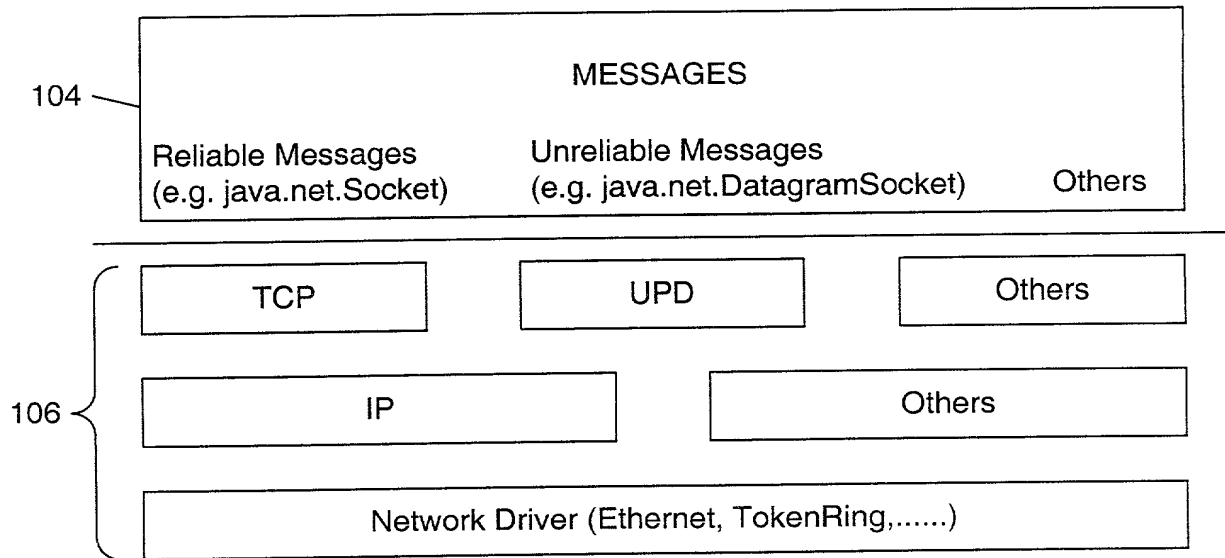 MESSAGES
104
Reliable Messages
(e.g. java.net.Socket)
Unreliable Messages
(e.g. java.net.DatagramSocket)
Others
TCP
UPD
Others
106
IP
Others
Network Driver (Ethernet, TokenRing,......)